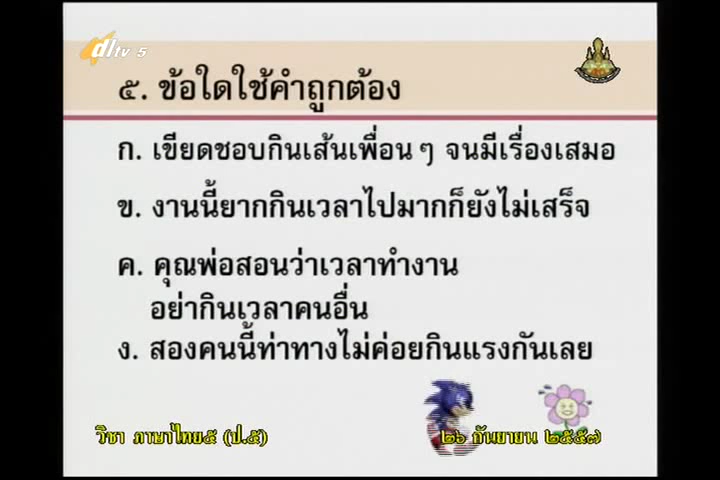 dltv 5
๕. ข้อใดใช้คำถูกต้อง
ก. เขียดชอบกินเส้นเพื่อน ๆ จนมีเรื่องเสมอ
ข. งานนี้ยากกินเวลาไปมากก็ยังไม่เสร็จ
ค. คุณพ่อสอนว่าเวลาทำงาน
อย่ากินเวลาคนอื่น
ง. สองคนนี้ท่าทางไม่ค่อยกินแรงกันเลย
วิชา ภาษาไทย๕ (ป.๕)
๒๖ กันยายน ๒๕๕๗